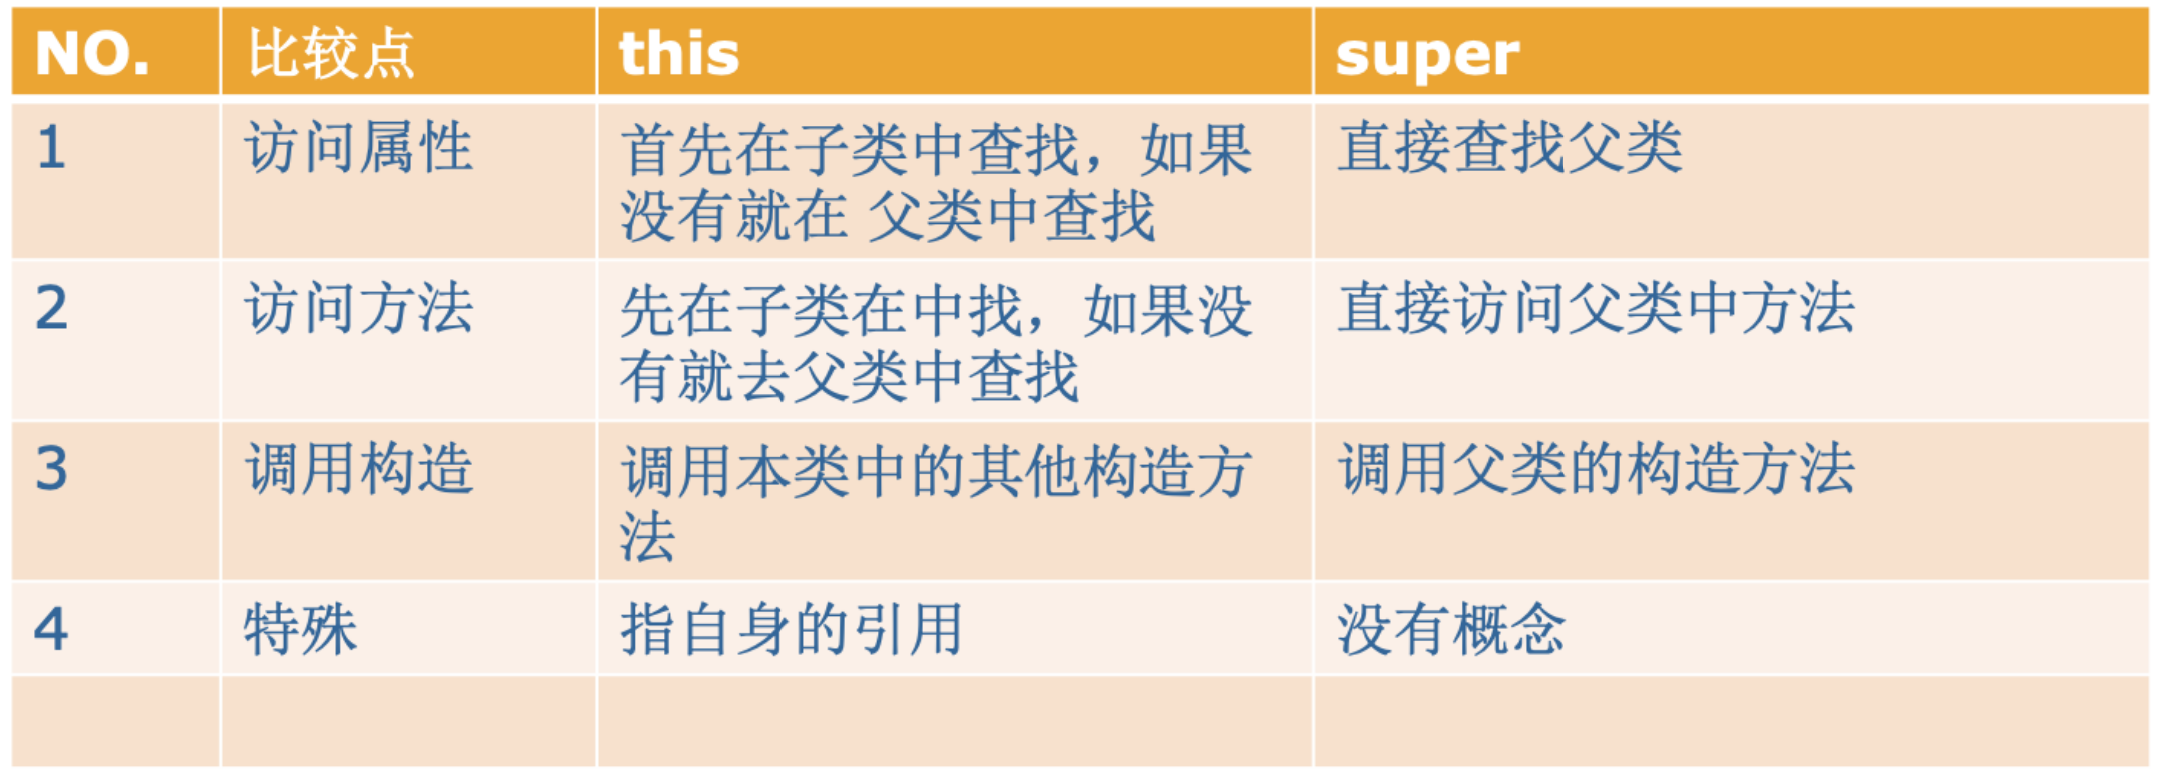 NO. 比较点 this super
1 访问属性 首先在子类中查找，如果 直接查找父类
没有就在 父类中查找
2 访问方法 先在子类在中找，如果没 直接访问父类中方法
有就去父类中查找
3 调用构造 调用本类中的其他构造方 调用父类的构造方法
法
4 特殊 指自身的引用 没有概念